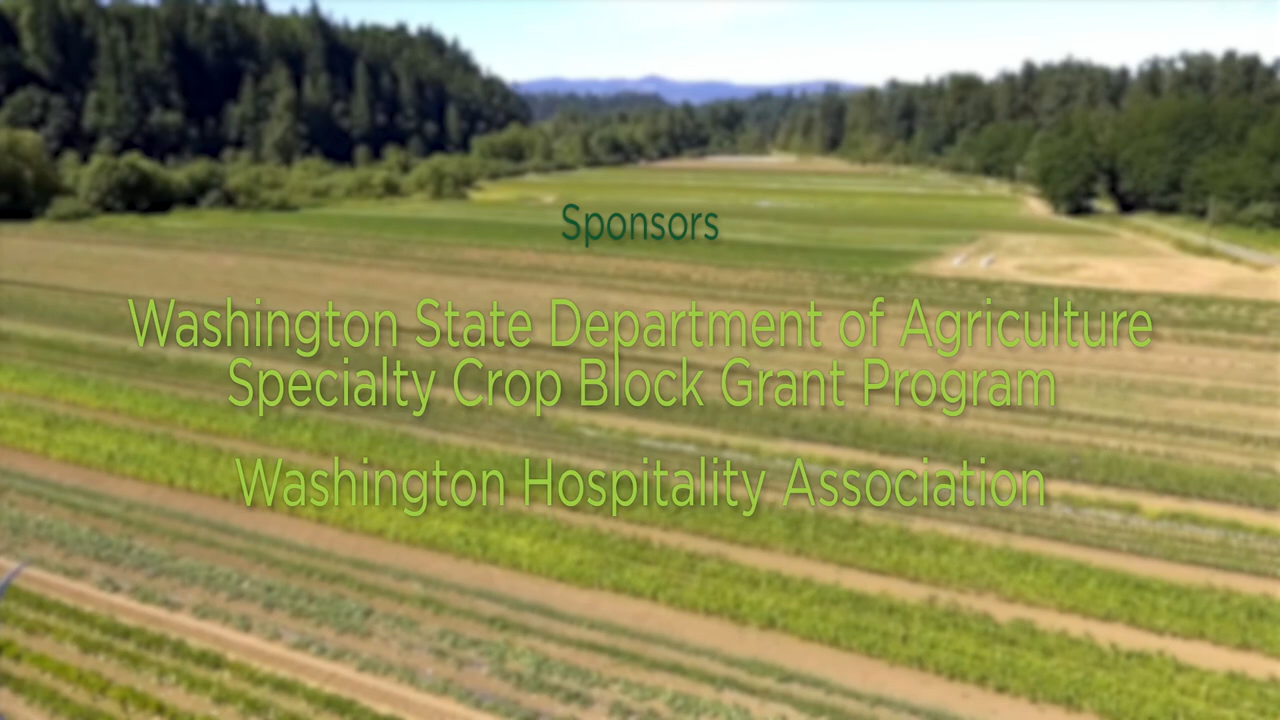 Sponsors
Washington State Department of Agriculture
Specialty Crop Block Grant Program
Washington Hospitality Association